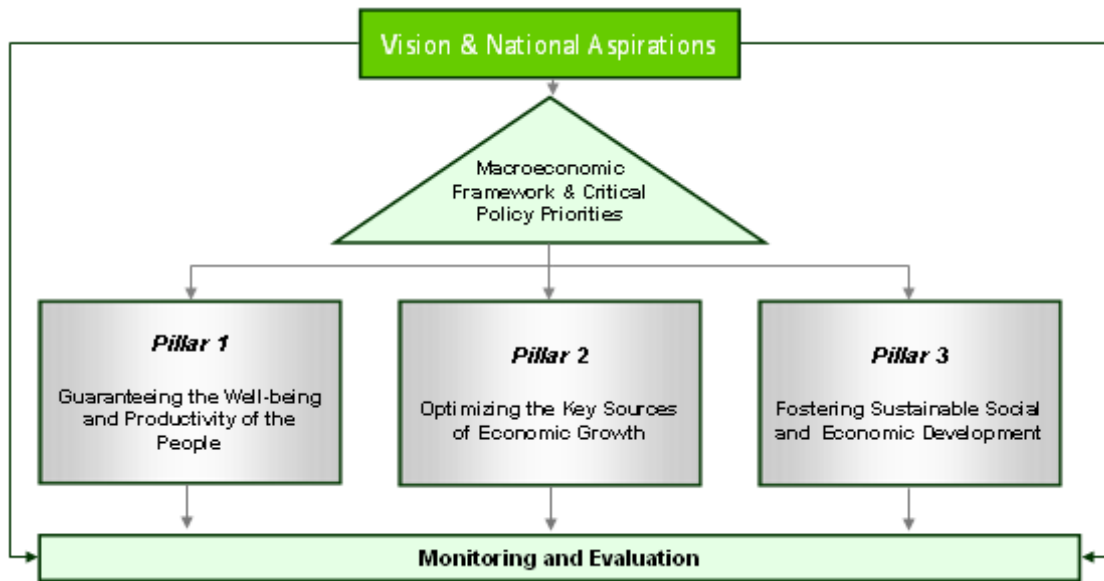 Vision & National Aspirations
Macroeconomic
Framework & Critical
Policy Priorities
Pillar 1
Guaranteeing the Well-being
and Productivity of the
People
Pillar 2
Optimizing the Key Sources
of Economic Growth
Pillar 3
Fostering Sustainable Social
and Economic Development
Monitoring and Evaluation